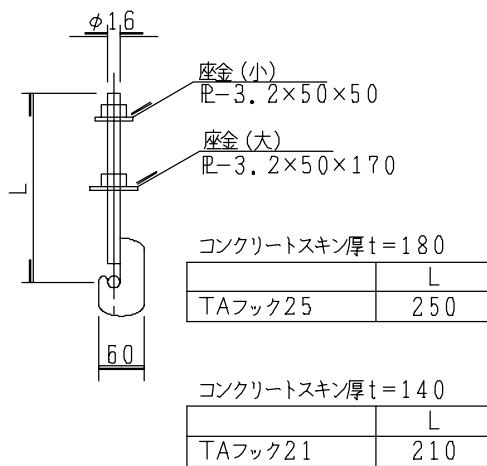 φ16
座金(小)
PL-3.2×50×50
座金(大)
PL-3.2×50×170
L
コンクリートスキン厚t=180
L
TAフック25 250
60
コンクリートスキン厚t=140
L
TAフック21 210